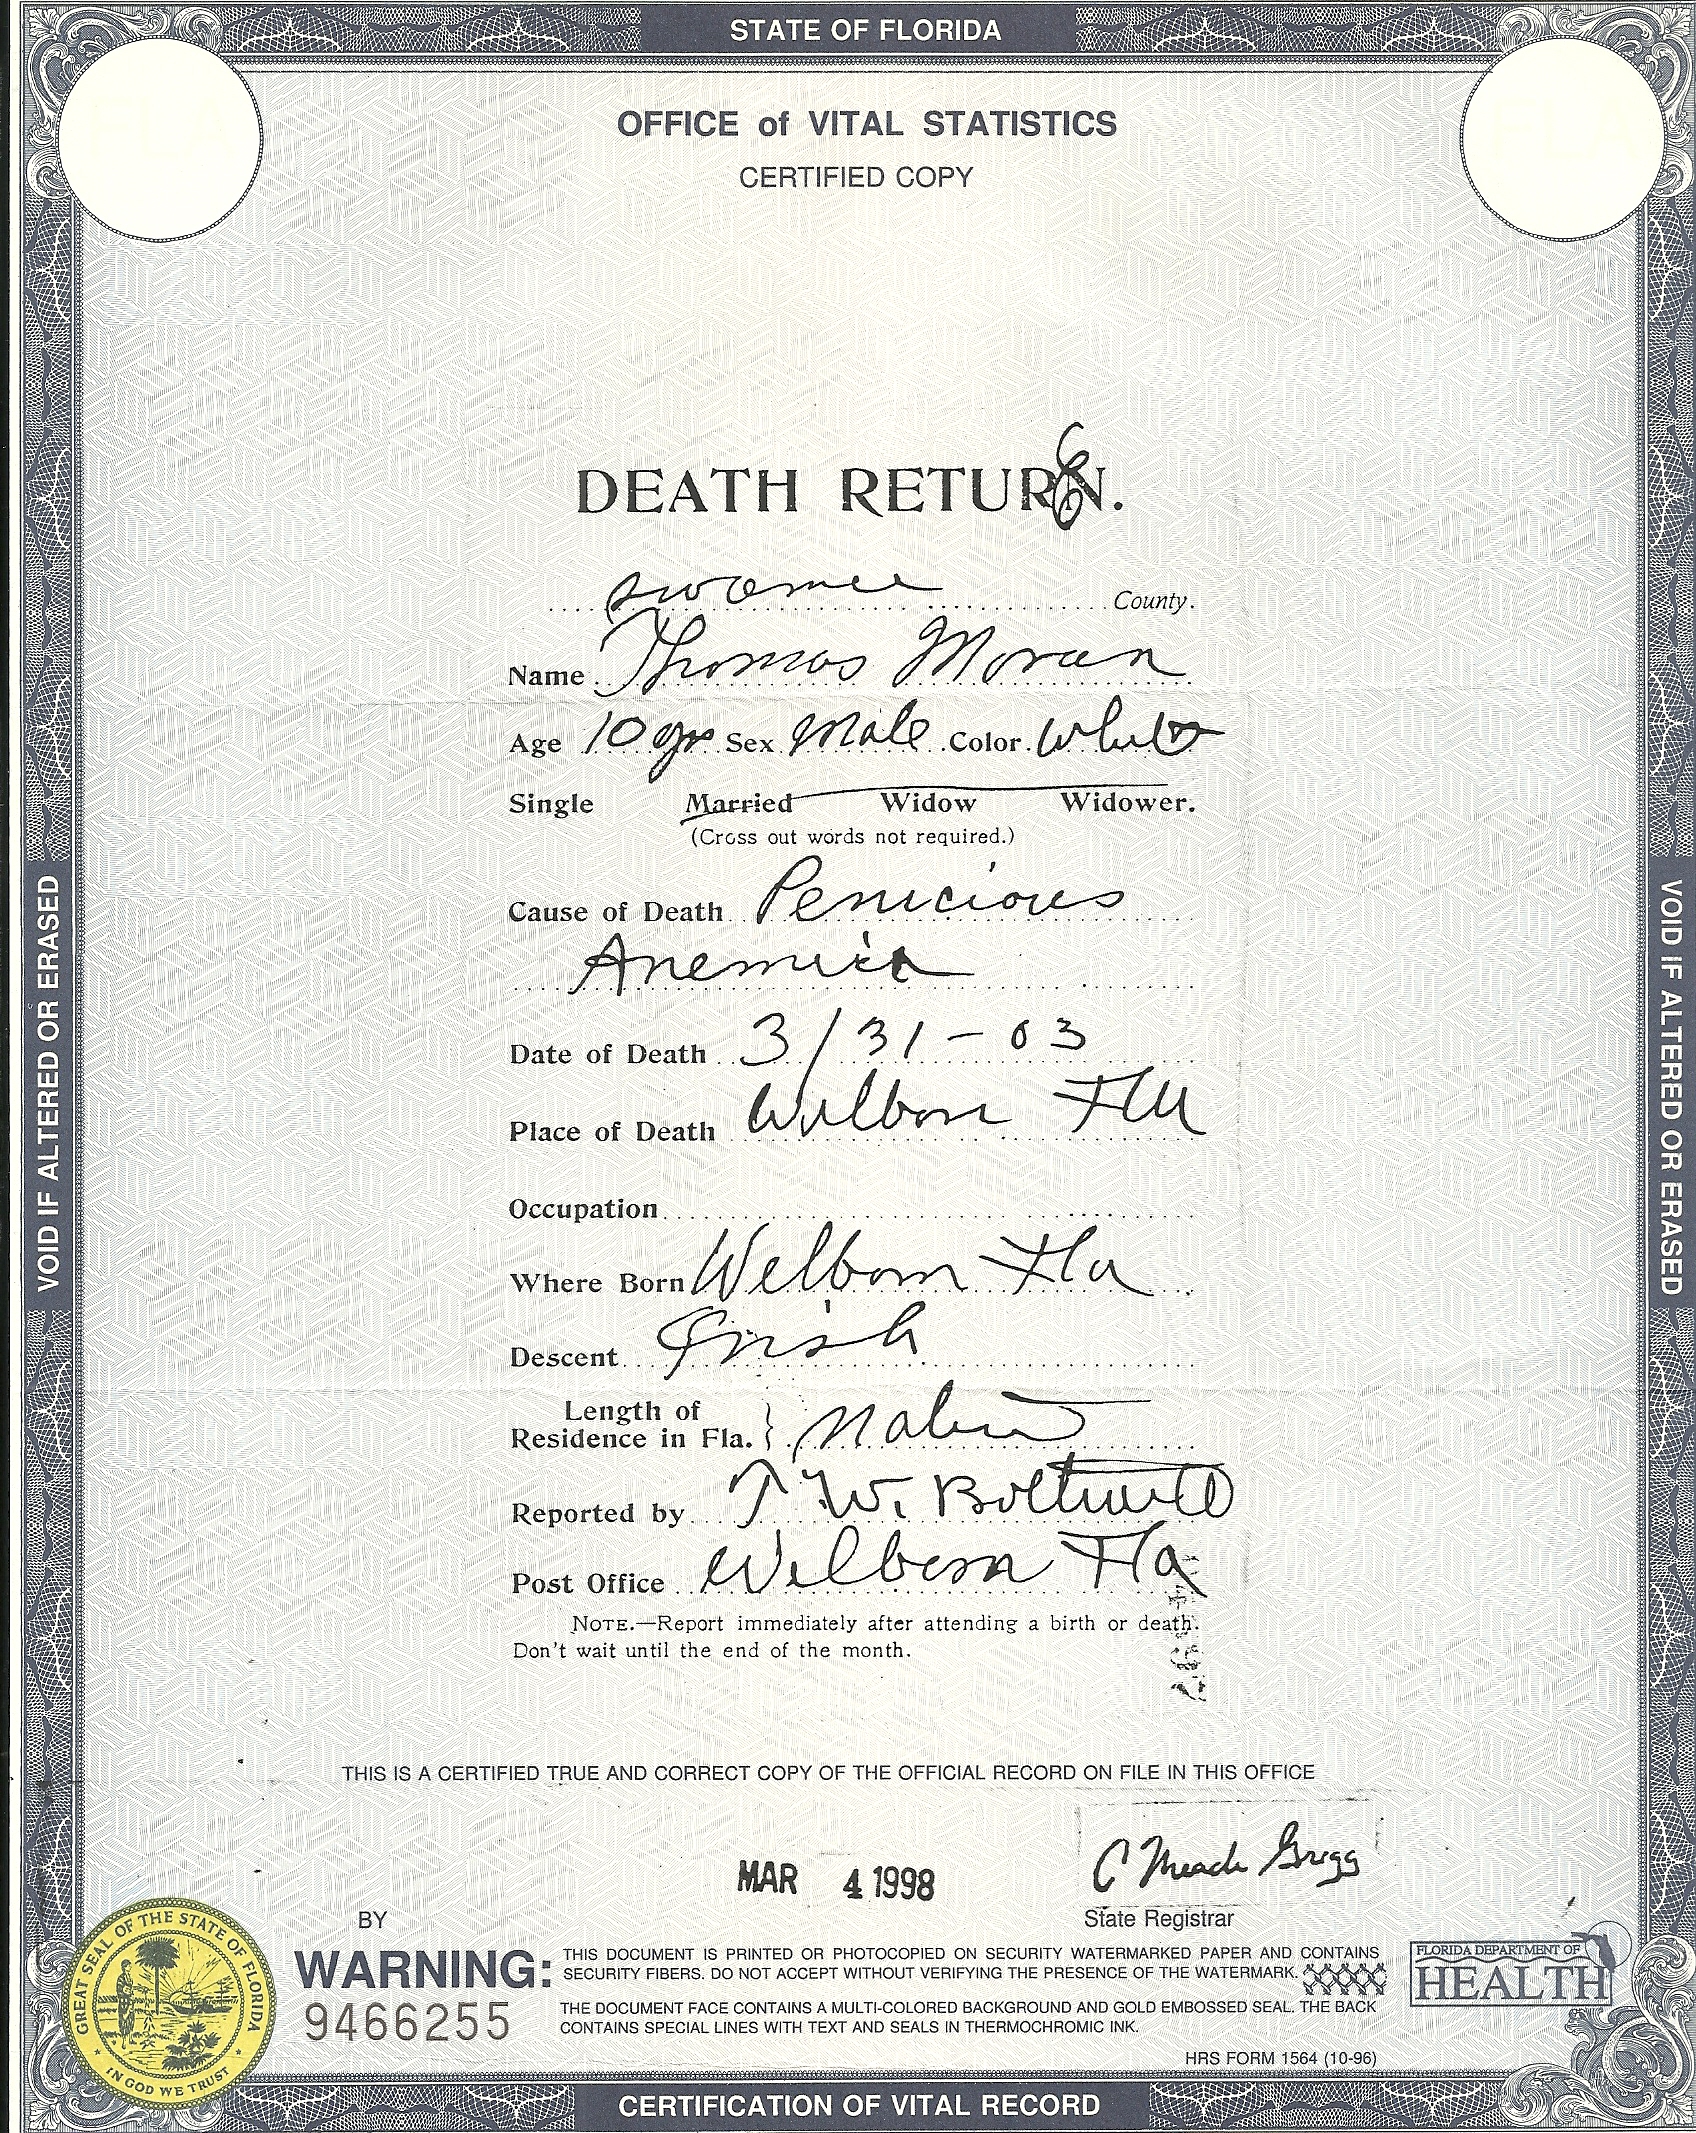 STATE OF FLORIDA
OFFICE of VITAL STATISTICS
CERTIFIED COPY
DEATH RETURN.
County.
Name Thomas Moran
Age 10 yrs Sex Male Color White
Single Married Widow Widower.
(Cross out words not required.)
Cause of Death Penicious
Anemia
Date of Death 3/31-03
Place of Death Welborn Fla
Occupation
Where Born Welborn Fla
Descent Irish
Length of
Residence in Fla. } Native
Reported by T W.
Post Office Welborn Fla
NOTE.—Report immediately after attending a birth or death.
Don't wait until the end of the month.
THIS IS A CERTIFIED TRUE AND CORRECT COPY OF THE OFFICIAL RECORD ON FILE IN THIS OFFICE
MAR 4 1998
C Meade Grigg
BY
State Registrar
WARNING:
THIS DOCUMENT IS PRINTED OR PHOTOCOPIED ON SECURITY WATERMARKED PAPER AND CONTAINS
SECURITY FIBERS. DO NOT ACCEPT WITHOUT VERIFYING THE PRESENCE OF THE WATERMARK.
THE DOCUMENT FACE CONTAINS A MULTI-COLORED BACKGROUND AND GOLD EMBOSSED SEAL. THE BACK
CONTAINS SPECIAL LINES WITH TEXT AND SEALS IN THERMOCHROMIC INK.
9466255
FLORIDA DEPARTMENT OF
HEALTH
HRS FORM 1564 (10-96)
CERTIFICATION OF VITAL RECORD
GREAT SEAL OF THE STATE OF FLORIDA
IN GOD WE TRUST
VOID IF ALTERED OR ERASED
VOID IF ALTERED OR ERASED